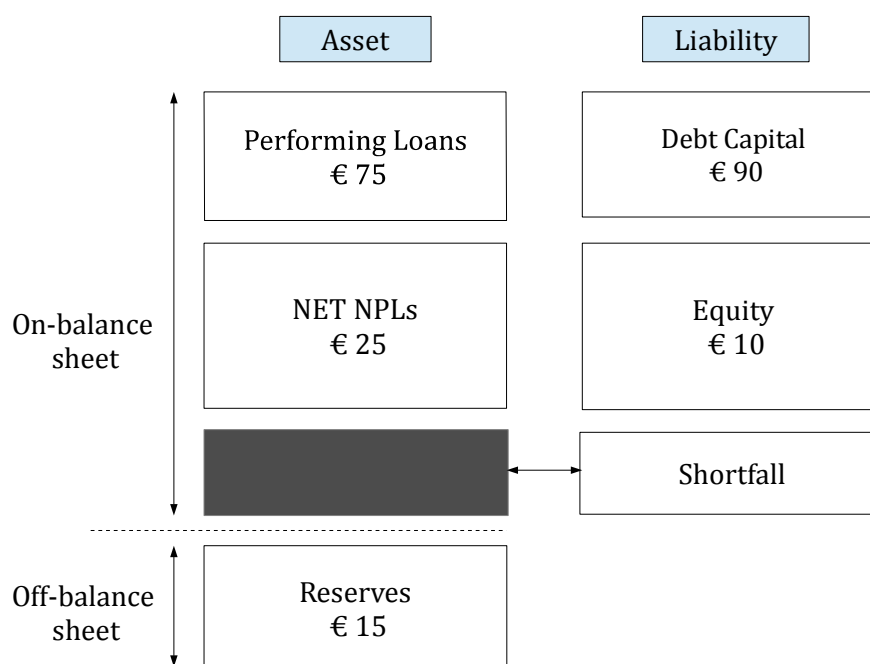 Asset
Liability
Performing Loans
€ 75
Debt Capital
€ 90
On-balance
sheet
NET NPLs
€ 25
Equity
€ 10
Shortfall
Off-balance
sheet
Reserves
€ 15